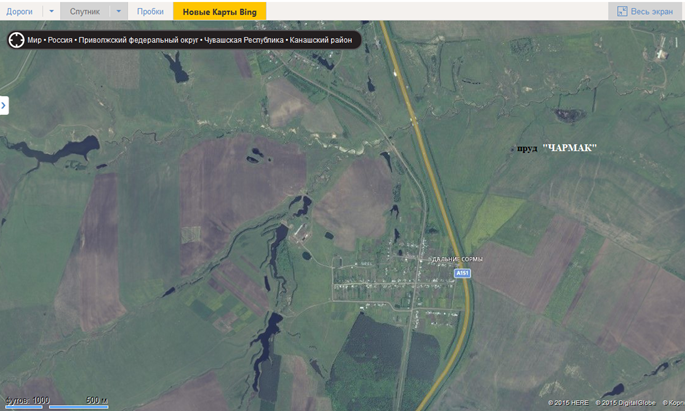 Дороги Спутник Пробки Новые Карты Bing Весь экран
Мир • Россия • Приволжский федеральный округ • Чувашская Республика • Канашский район
пруд "ЧАРМАК"
ДАЛЬНИЕ СОРМЫ
A151
футов: 1000 500 м
© 2015 HERE © 2015 DigitalGlobe